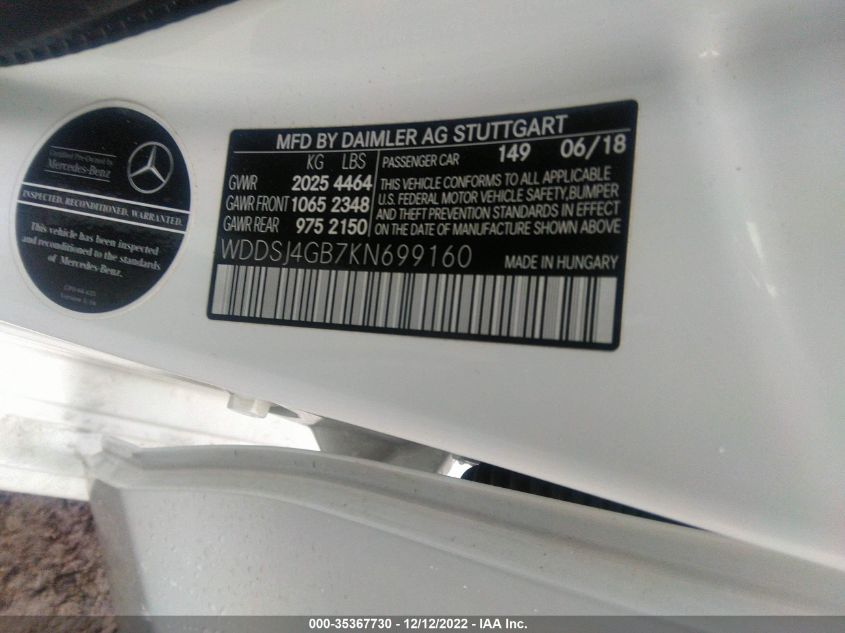 Certified Pre-Owned by
Mercedes-Benz
INSPECTED. RECONDITIONED. WARRANTED.
This vehicle has been inspected
and reconditioned to the standards
of Mercedes-Benz.
MFD BY DAIMLER AG STUTTGART
KG LBS
GVWR 2025 4464
GAWR FRONT 1065 2348
GAWR REAR 975 2150
PASSENGER CAR 149 06/18
THIS VEHICLE CONFORMS TO ALL APPLICABLE
U.S. FEDERAL MOTOR VEHICLE SAFETY, BUMPER
AND THEFT PREVENTION STANDARDS IN EFFECT
ON THE DATE OF MANUFACTURE SHOWN ABOVE
WDDSJ4GB7KN699160
MADE IN HUNGARY
000-35367730 - 12/12/2022 - IAA Inc.